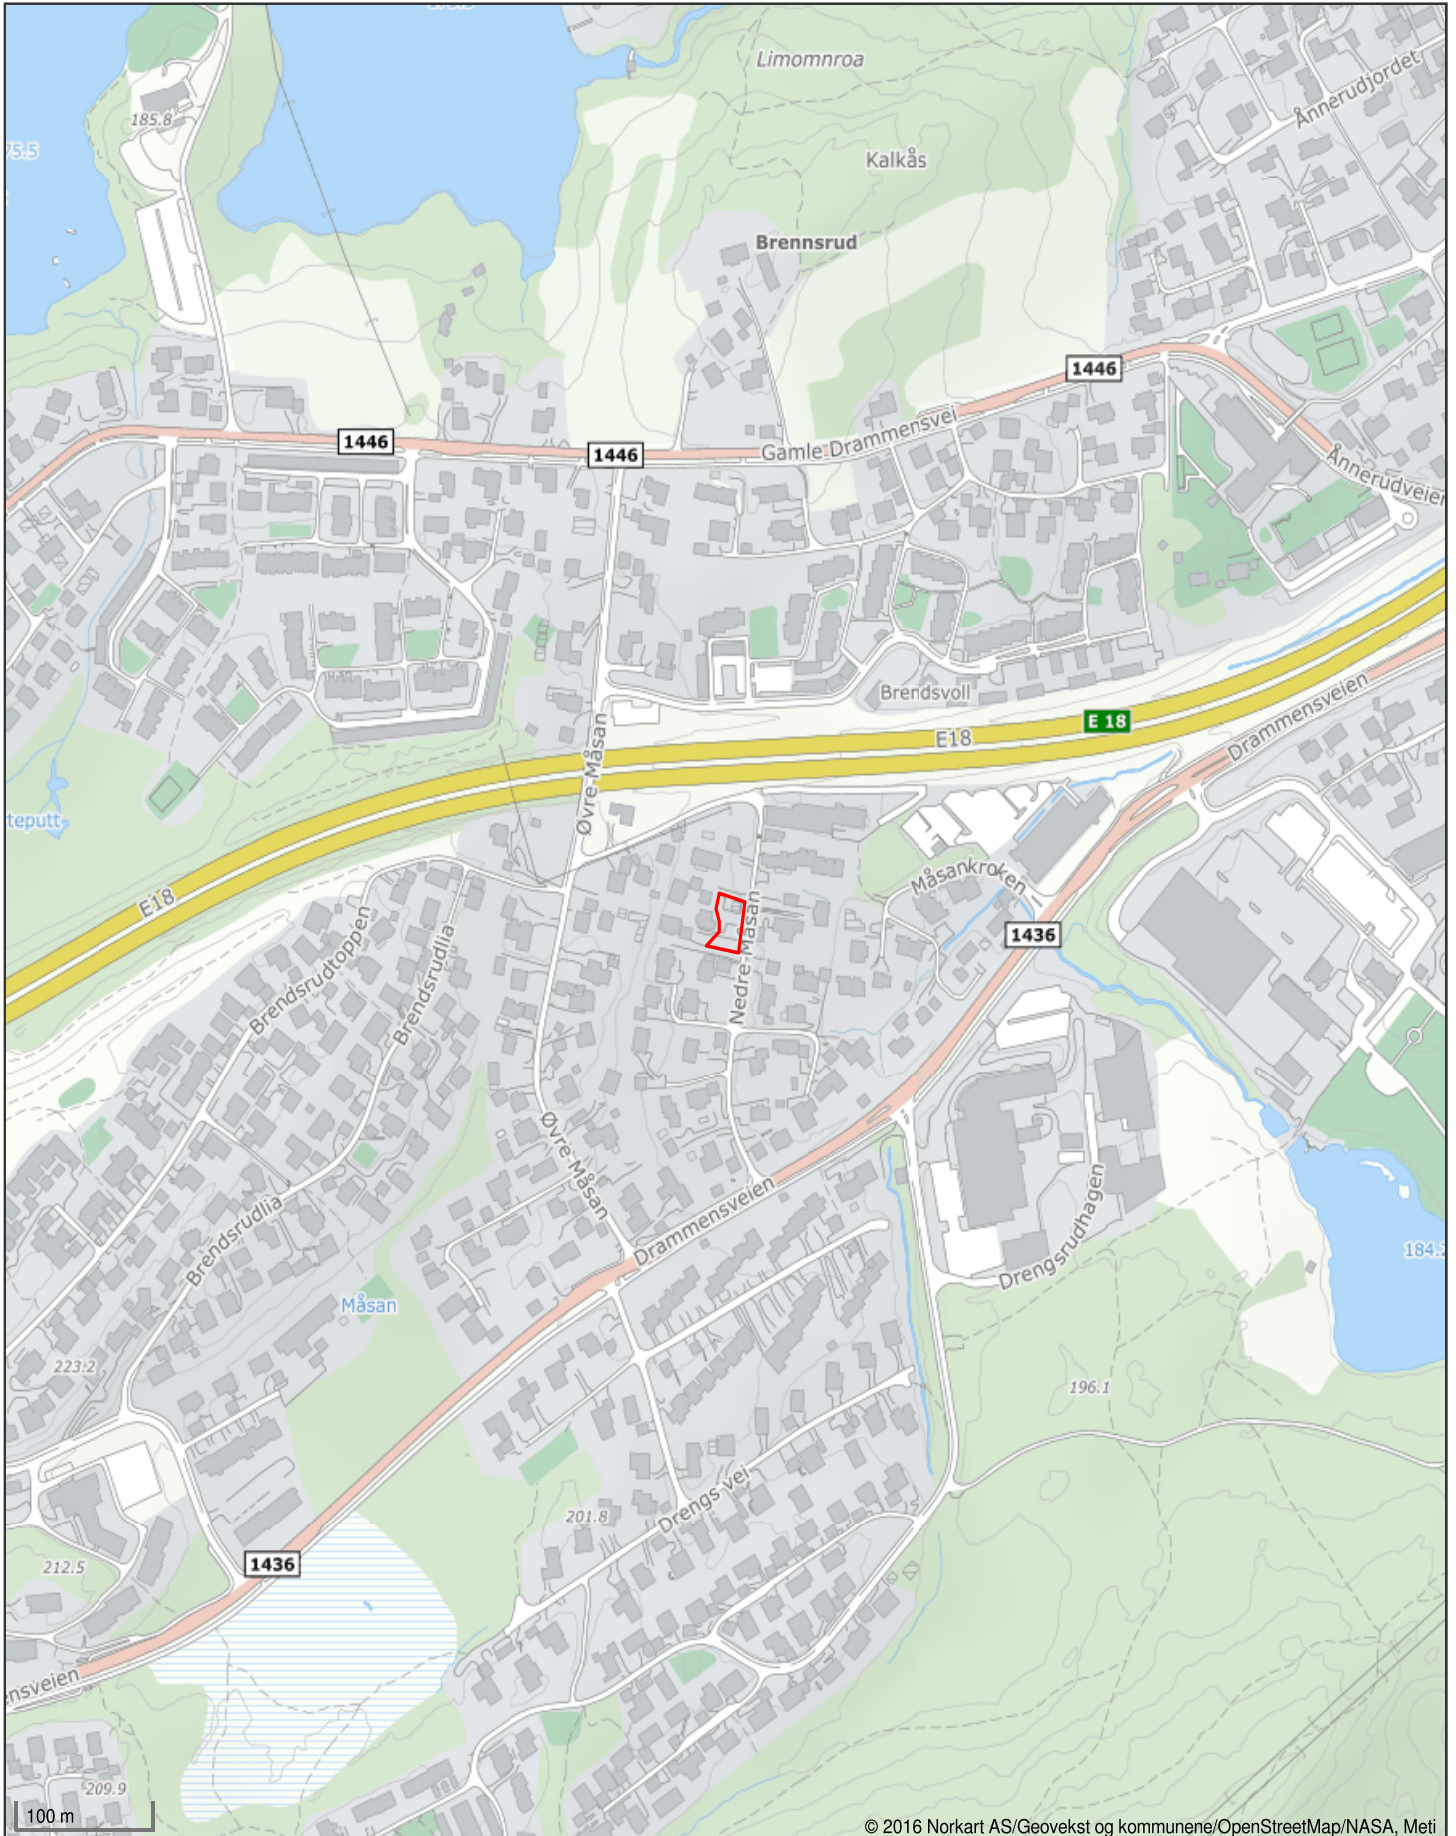 Limomnroa
Ånnerudjordet
185.8
75.5
Kalkås
Brennsrud
1446
1446
1446
Gamle Drammensvei
Ånnerudveien
Brendsvoll
E 18
E18
Drammensveien
Øvre-Måsan
teputt
E18
Måsankroken
Nedre-Måsan
1436
Brendsrudtoppen
Brendsrudlia
Øvre-Måsan
Drammensveien
Drengsrudhagen
Brendsrudlia
184.2
Måsan
223.2
196.1
Drengs vei
201.8
1436
212.5
ensveien
209.9
100 m
© 2016 Norkart AS/Geovekst og kommunene/OpenStreetMap/NASA, Meti